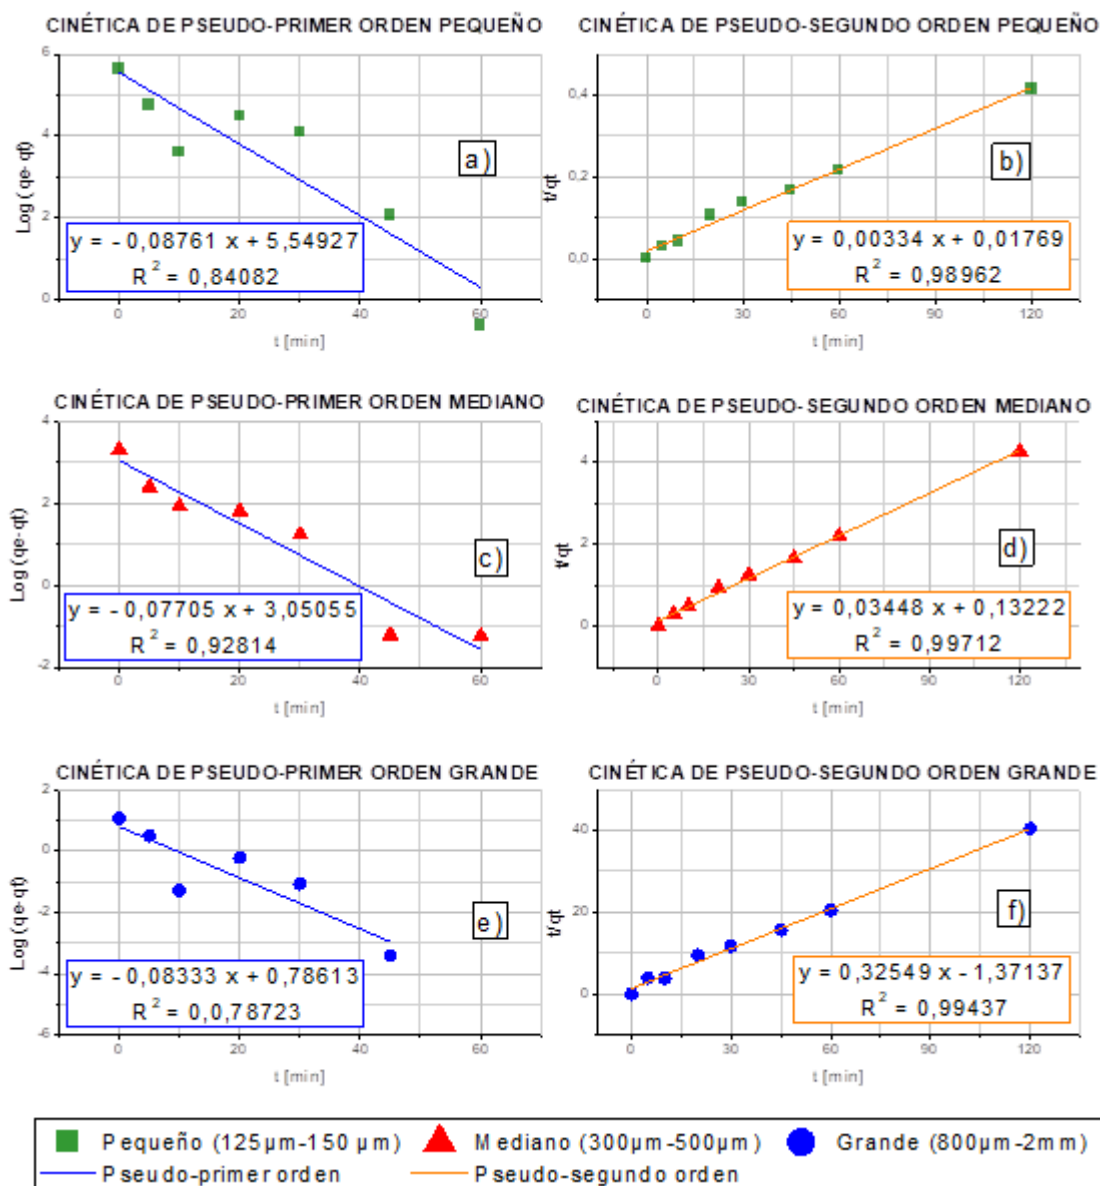 CINÉTICA DE PSEUDO-PRIMER ORDEN PEQUEÑO
6
4
2
0
Log ( qe- qt)
a)
y = - 0,08761 x + 5,54927
R² = 0,84082
0 20 40 60
t [min]
CINÉTICA DE PSEUDO-SEGUNDO ORDEN PEQUEÑO
0,4
0,2
0,0
t/qt
b)
y = 0,00334 x + 0,01769
R² = 0,98962
0 30 60 90 120
t [min]
CINÉTICA DE PSEUDO-PRIMER ORDEN MEDIANO
4
2
0
-2
Log (qe-qt)
c)
y = -0,07705 x + 3,05055
R² = 0,92814
0 20 40 60
t [min]
CINÉTICA DE PSEUDO-SEGUNDO ORDEN MEDIANO
4
2
0
t/qt
d)
y = 0,03448 x + 0,13222
R² = 0,99712
0 30 60 90 120
t [min]
CINÉTICA DE PSEUDO-PRIMER ORDEN GRANDE
2
0
-2
-4
-6
Log (qe-qt)
e)
y = -0,08333 x + 0,78613
R² = 0,0,78723
0 20 40 60
t [min]
CINÉTICA DE PSEUDO-SEGUNDO ORDEN GRANDE
40
20
0
t/qt
f)
y = 0,32549 x - 1,37137
R² = 0,99437
0 30 60 90 120
t [min]
Pequeño (125µm-150 µm) Mediano (300µm-500µm) Grande (800µm-2mm)
Pseudo-primer orden Pseudo-segundo orden